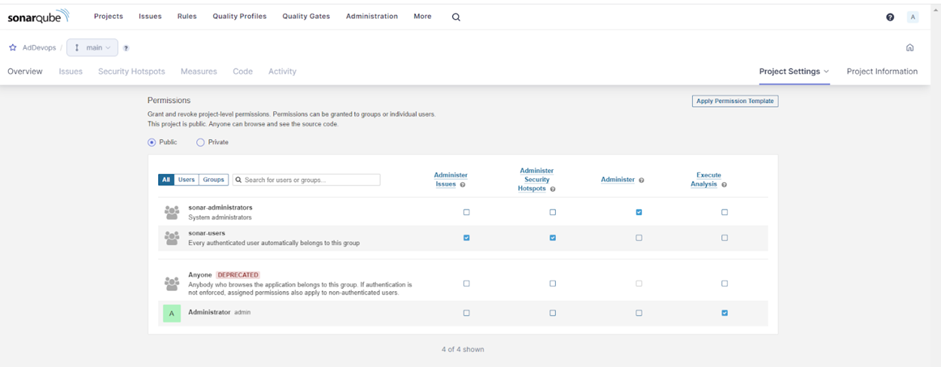 sonarqube Projects Issues Rules Quality Profiles Quality Gates Administration More ? A
AdDevops / main ?
Overview Issues Security Hotspots Measures Code Activity Project Settings Project Information
Permissions Apply Permission Template
Grant and revoke project-level permissions. Permissions can be granted to groups or individual users.
This project is public. Anyone can browse and see the source code.
Public Private
All Users Groups Search for users or groups...
Administer Issues ?
Administer Security Hotspots ?
Administer ?
Execute Analysis ?
sonar-administrators
System administrators
sonar-users
Every authenticated user automatically belongs to this group
Anyone DEPRECATED
Anybody who browses the application belongs to this group. If authentication is
not enforced, assigned permissions also apply to non-authenticated users.
A Administrator admin
4 of 4 shown